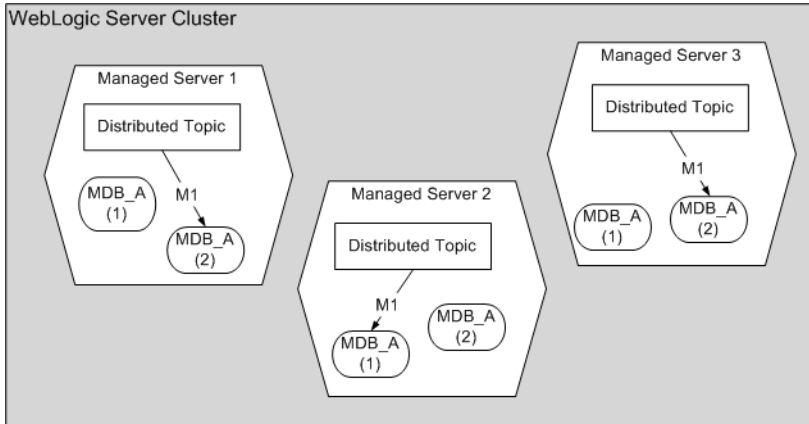 WebLogic Server Cluster
Managed Server 1
Distributed Topic
M1
MDB_A
(1)
MDB_A
(2)
Managed Server 2
Distributed Topic
M1
MDB_A
(1)
MDB_A
(2)
Managed Server 3
Distributed Topic
M1
MDB_A
(1)
MDB_A
(2)